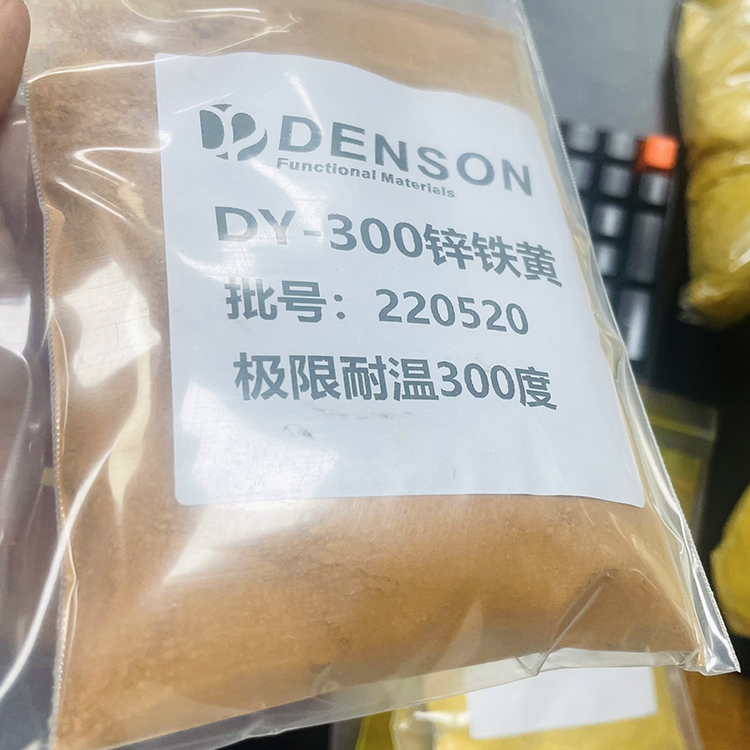 DENSON
Functional Materials
DY-300锌铁黄
批号：220520
极限耐温300度